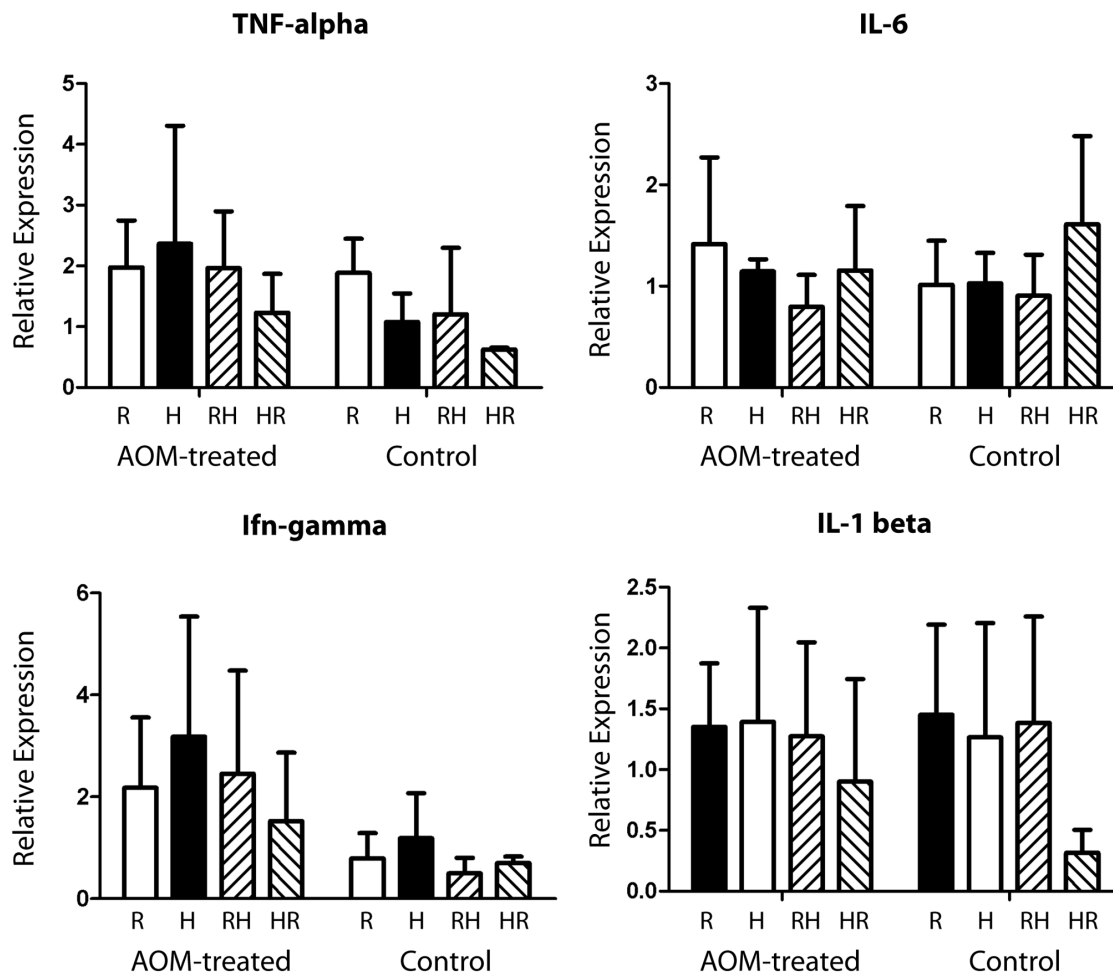 TNF-alpha
Relative Expression
5
4
3
2
1
0
R H RH HR R H RH HR
AOM-treated Control
IL-6
Relative Expression
3
2
1
0
R H RH HR R H RH HR
AOM-treated Control
Ifn-gamma
Relative Expression
6
4
2
0
R H RH HR R H RH HR
AOM-treated Control
IL-1 beta
Relative Expression
2.5
2.0
1.5
1.0
0.5
0.0
R H RH HR R H RH HR
AOM-treated Control